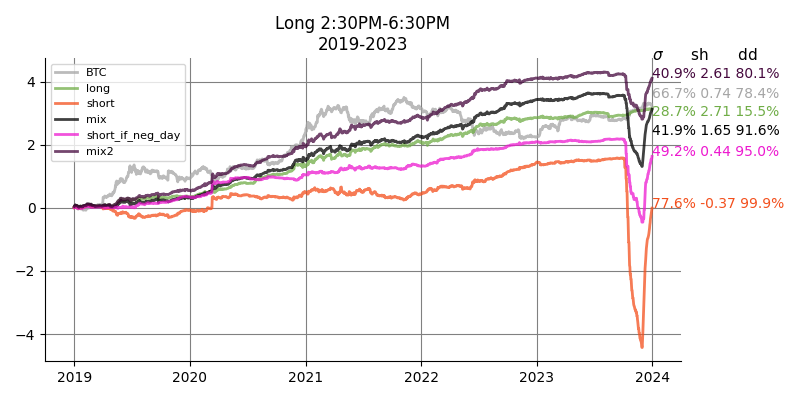 Long 2:30PM-6:30PM
2019-2023
σ sh dd
40.9% 2.61 80.1%
66.7% 0.74 78.4%
28.7% 2.71 15.5%
41.9% 1.65 91.6%
49.2% 0.44 95.0%
77.6% -0.37 99.9%
BTC
long
short
mix
short_if_neg_day
mix2
4
2
0
−2
−4
2019 2020 2021 2022 2023 2024